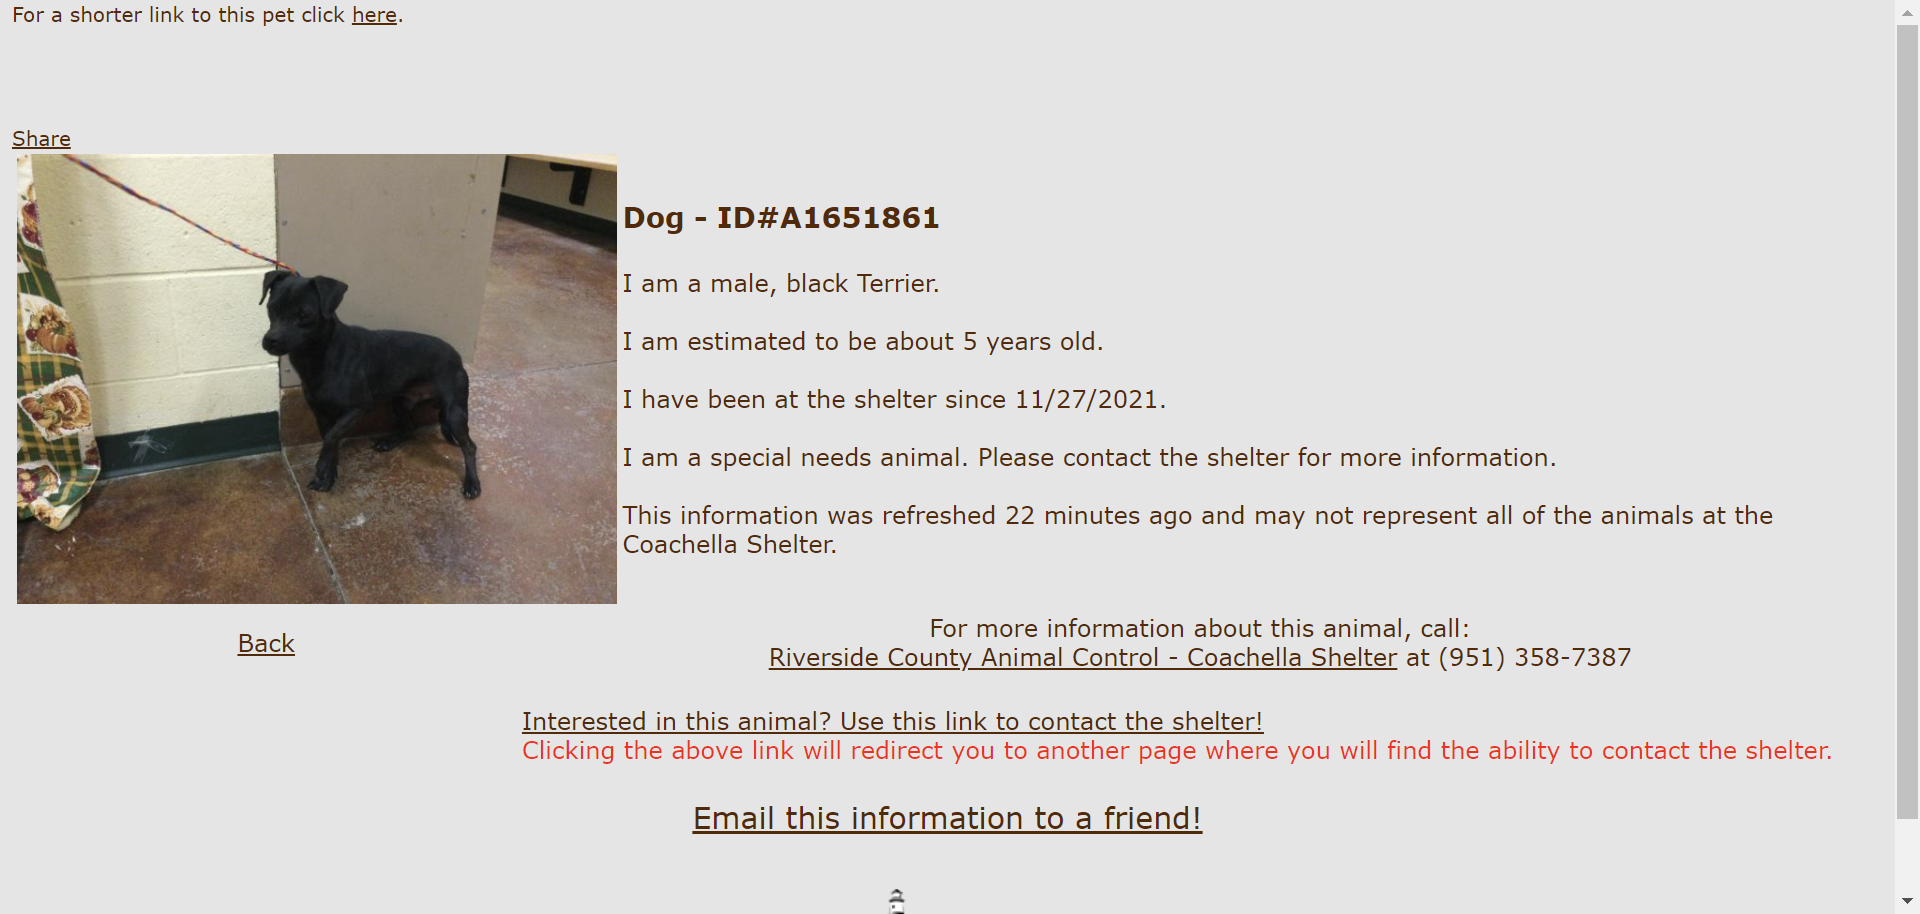 For a shorter link to this pet click here.
Share
Dog - ID#A1651861
I am a male, black Terrier.
I am estimated to be about 5 years old.
I have been at the shelter since 11/27/2021.
I am a special needs animal. Please contact the shelter for more information.
This information was refreshed 22 minutes ago and may not represent all of the animals at the
Coachella Shelter.
Back
For more information about this animal, call:
Riverside County Animal Control - Coachella Shelter at (951) 358-7387
Interested in this animal? Use this link to contact the shelter!
Clicking the above link will redirect you to another page where you will find the ability to contact the shelter.
Email this information to a friend!